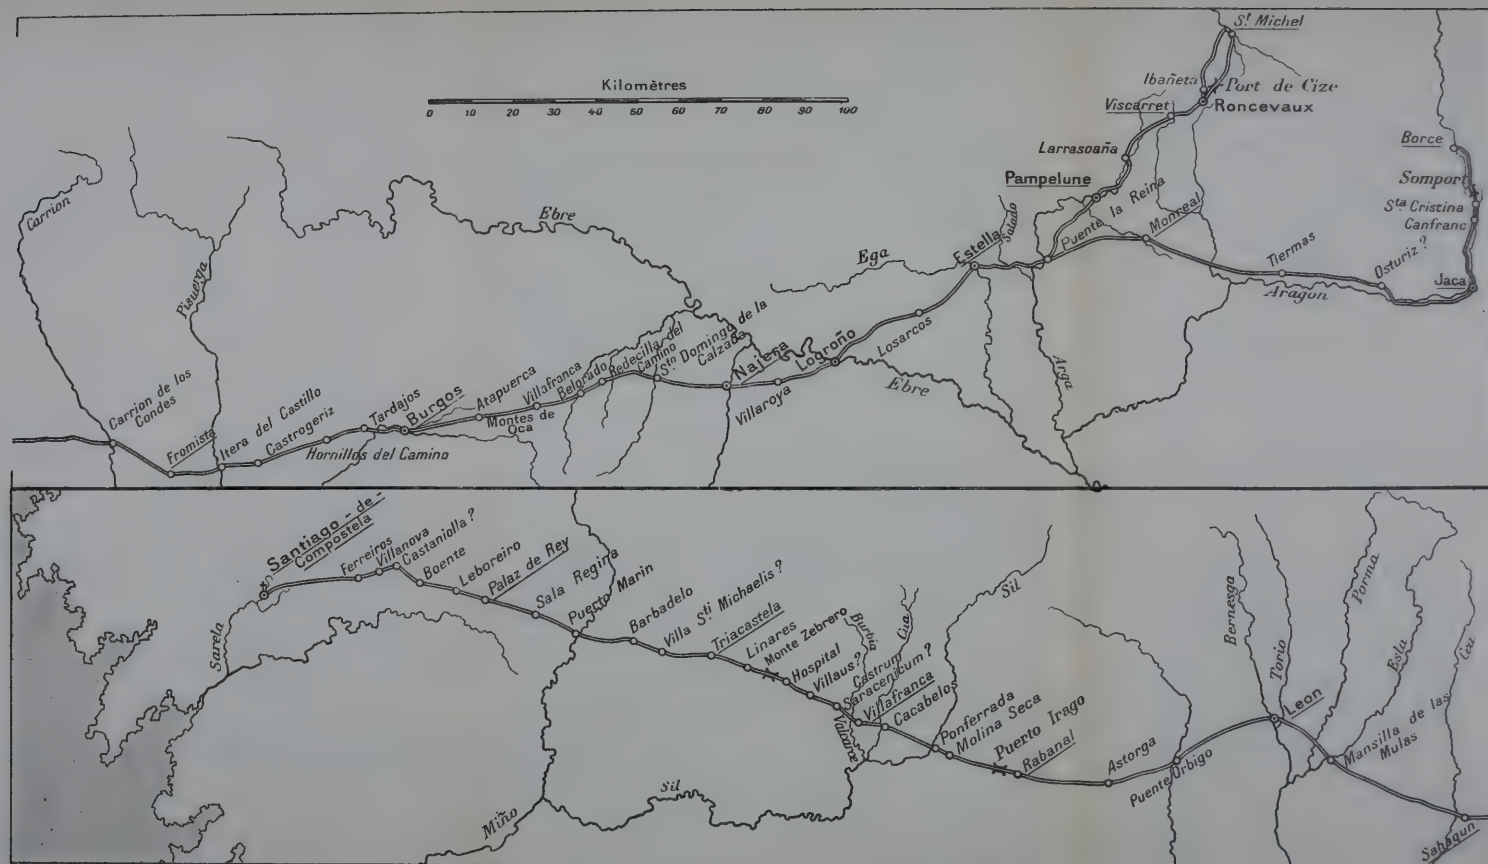 St Michel
Ibañeta
Port de Cize
Roncevaux
Viscarret
Larrasoaña
Pampelune
Borce
Somport
Sta Cristina
Canfranc
Jaca
Kilomètres
0 10 20 30 40 50 60 70 80 90 100
Carrion
Pisuerga
Ebre
Ega
Estella
Salado
Puente la Reina
Monreal
Tiermas
Osturiz ?
Aragon
Arga
Losarcos
Logroño
Ebre
Villaroya
Najera
Sto Domingo de la
Calzada
Redecilla del
Camino
Belorado
Villafranca
Montes de
Oca
Atapuerca
Burgos
Tardajos
Hornillos del Camino
Castrogeriz
Itera del Castillo
Fromista
Carrion de los
Condes
Santiago-de-
Compostela
Sarela
Ferreiros
Villanova
Castaniolla ?
Boente
Leboreiro
Palaz de Rey
Sala Regina
Puerto Marin
Barbadelo
Villa Sti Michaelis ?
Triacastela
Linares
Monte Zebrero
Hospital
Villaus ?
Castrum
Saracenicum ?
Villafranca
Cacabelos
Burbia
Cua
Valcarce
Sil
Ponferrada
Molina Seca
Puerto Irago
Rabanal
Astorga
Puente Orbigo
Leon
Mansilla de las
Mulas
Sahagun
Bernesga
Torio
Porma
Esla
Cea
Miño
Sil